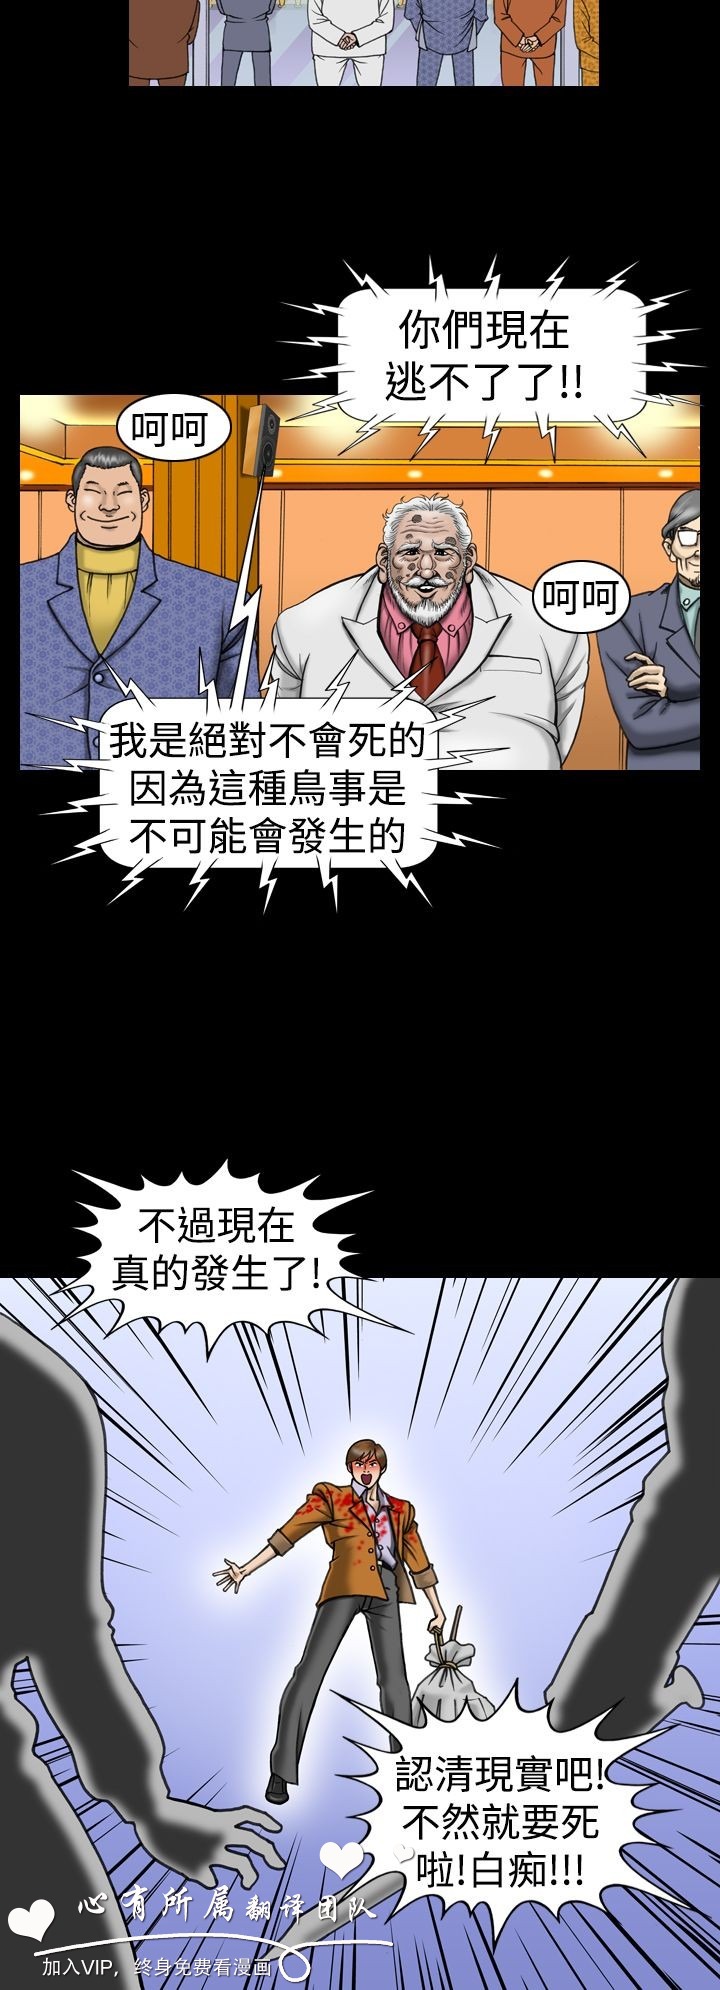 你們現在
逃不了了!!
呵呵
呵呵
我是絕對不會死的
因為這種鳥事是
不可能會發生的
不過現在
真的發生了!
認清現實吧!
不然就要死
啦!白痴!!!
心有所属翻译团队
加入VIP，终身免费看漫画